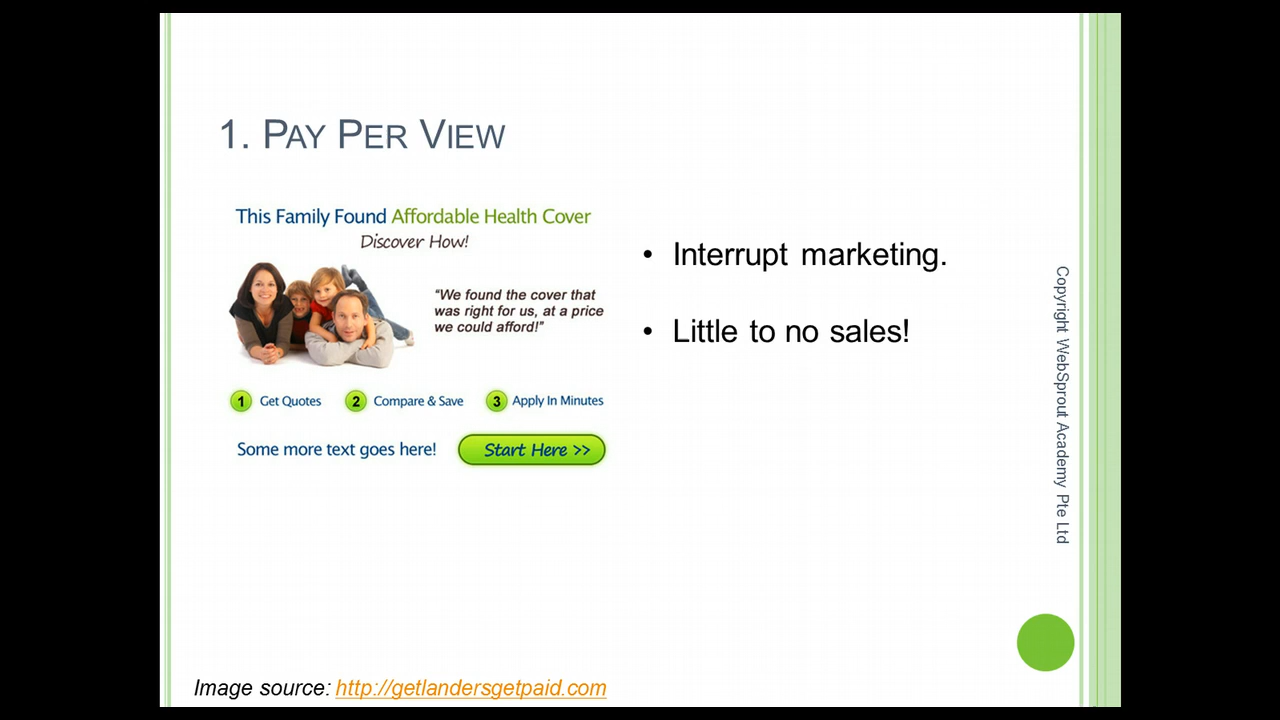 1. PAY PER VIEW
This Family Found Affordable Health Cover
Discover How!
“We found the cover that
was right for us, at a price
we could afford!”
1 Get Quotes 2 Compare & Save 3 Apply In Minutes
Some more text goes here! Start Here >>
• Interrupt marketing.
• Little to no sales!
Copyright WebSprout Academy Pte Ltd
Image source: http://getlandersgetpaid.com